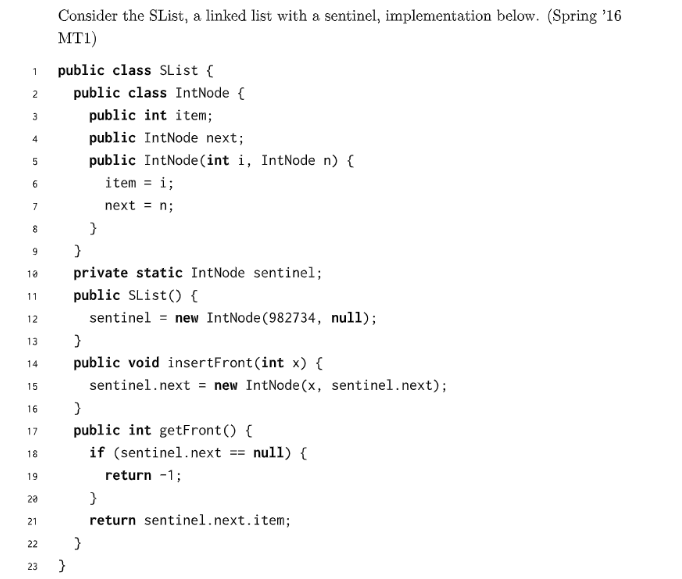 Consider the SList, a linked list with a sentinel, implementation below. (Spring ’16
MT1)
1 public class SList {
2 public class IntNode {
3 public int item;
4 public IntNode next;
5 public IntNode(int i, IntNode n) {
6 item = i;
7 next = n;
8 }
9 }
10 private static IntNode sentinel;
11 public SList() {
12 sentinel = new IntNode(982734, null);
13 }
14 public void insertFront(int x) {
15 sentinel.next = new IntNode(x, sentinel.next);
16 }
17 public int getFront() {
18 if (sentinel.next == null) {
19 return -1;
20 }
21 return sentinel.next.item;
22 }
23 }